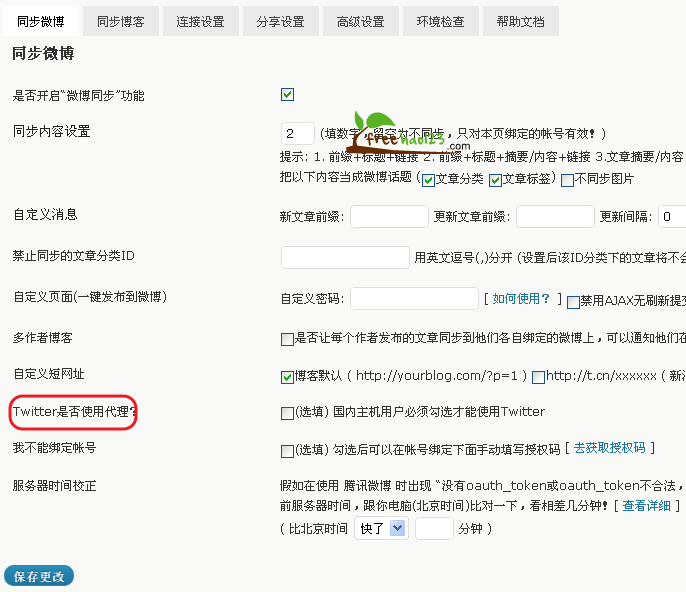 同步微博 同步博客 连接设置 分享设置 高级设置 环境检查 帮助文档
同步微博
是否开启“微博同步”功能
同步内容设置 2 (填数字，留空为不同步，只对本页绑定的帐号有效！)
freehao123.com
提示: 1. 前缀+标题+链接 2. 前缀+标题+摘要/内容+链接 3.文章摘要/内容
把以下内容当成微博话题 (文章分类 文章标签) 不同步图片
自定义消息 新文章前缀: 更新文章前缀: 更新间隔: 0
禁止同步的文章分类ID 用英文逗号(,)分开 (设置后该ID分类下的文章将不会
自定义页面(一键发布到微博) 自定义密码: [ 如何使用？ ] 禁用AJAX无刷新提交
多作者博客 是否让每个作者发布的文章同步到他们各自绑定的微博上，可以通知他们在
自定义短网址 博客默认 ( http://yourblog.com/?p=1 ) http://t.cn/xxxxxx ( 新浪
Twitter是否使用代理？ (选填) 国内主机用户必须勾选才能使用Twitter
我不能绑定帐号 (选填) 勾选后可以在帐号绑定下面手动填写授权码 [ 去获取授权码 ]
服务器时间校正 假如在使用 腾讯微博 时出现 “没有oauth_token或oauth_token不合法，
前服务器时间，跟你电脑(北京时间)比对一下，看相差几分钟！ [ 查看详细 ]
( 比北京时间 快了 分钟 )
保存更改